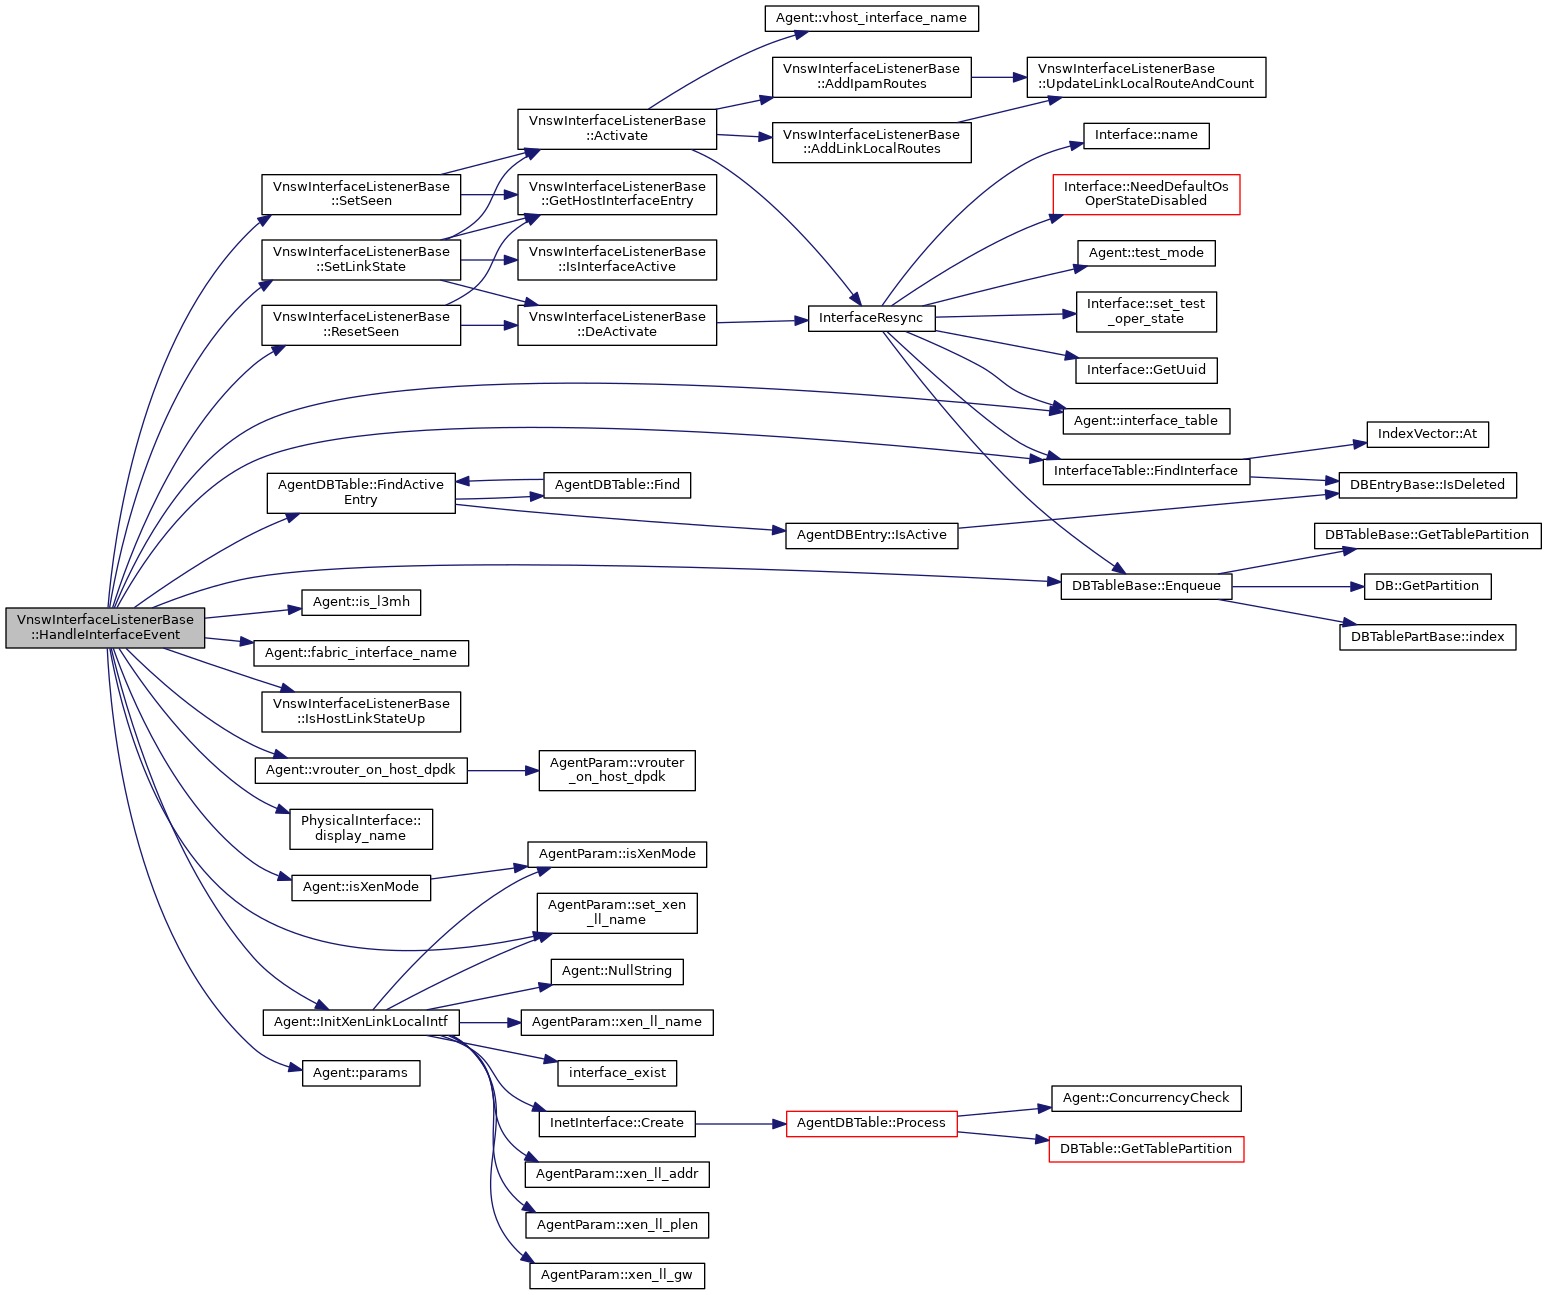 VnswInterfaceListenerBase
::HandleInterfaceEvent
VnswInterfaceListenerBase
::SetSeen
VnswInterfaceListenerBase
::SetLinkState
VnswInterfaceListenerBase
::ResetSeen
AgentDBTable::FindActive
Entry
Agent::is_l3mh
Agent::fabric_interface_name
VnswInterfaceListenerBase
::IsHostLinkStateUp
Agent::vrouter_on_host_dpdk
PhysicalInterface::
display_name
Agent::isXenMode
Agent::InitXenLinkLocalIntf
Agent::params
VnswInterfaceListenerBase
::Activate
VnswInterfaceListenerBase
::GetHostInterfaceEntry
VnswInterfaceListenerBase
::IsInterfaceActive
VnswInterfaceListenerBase
::DeActivate
AgentDBTable::Find
AgentParam::vrouter
_on_host_dpdk
AgentParam::isXenMode
AgentParam::set_xen
_ll_name
Agent::NullString
AgentParam::xen_ll_name
interface_exist
InetInterface::Create
AgentParam::xen_ll_addr
AgentParam::xen_ll_plen
AgentParam::xen_ll_gw
Agent::vhost_interface_name
VnswInterfaceListenerBase
::AddIpamRoutes
VnswInterfaceListenerBase
::AddLinkLocalRoutes
InterfaceResync
AgentDBEntry::IsActive
AgentDBTable::Process
VnswInterfaceListenerBase
::UpdateLinkLocalRouteAndCount
Interface::name
Interface::NeedDefaultOs
OperStateDisabled
Agent::test_mode
Interface::set_test
_oper_state
Interface::GetUuid
Agent::interface_table
InterfaceTable::FindInterface
DBTableBase::Enqueue
Agent::ConcurrencyCheck
DBTable::GetTablePartition
IndexVector::At
DBEntryBase::IsDeleted
DBTableBase::GetTablePartition
DB::GetPartition
DBTablePartBase::index